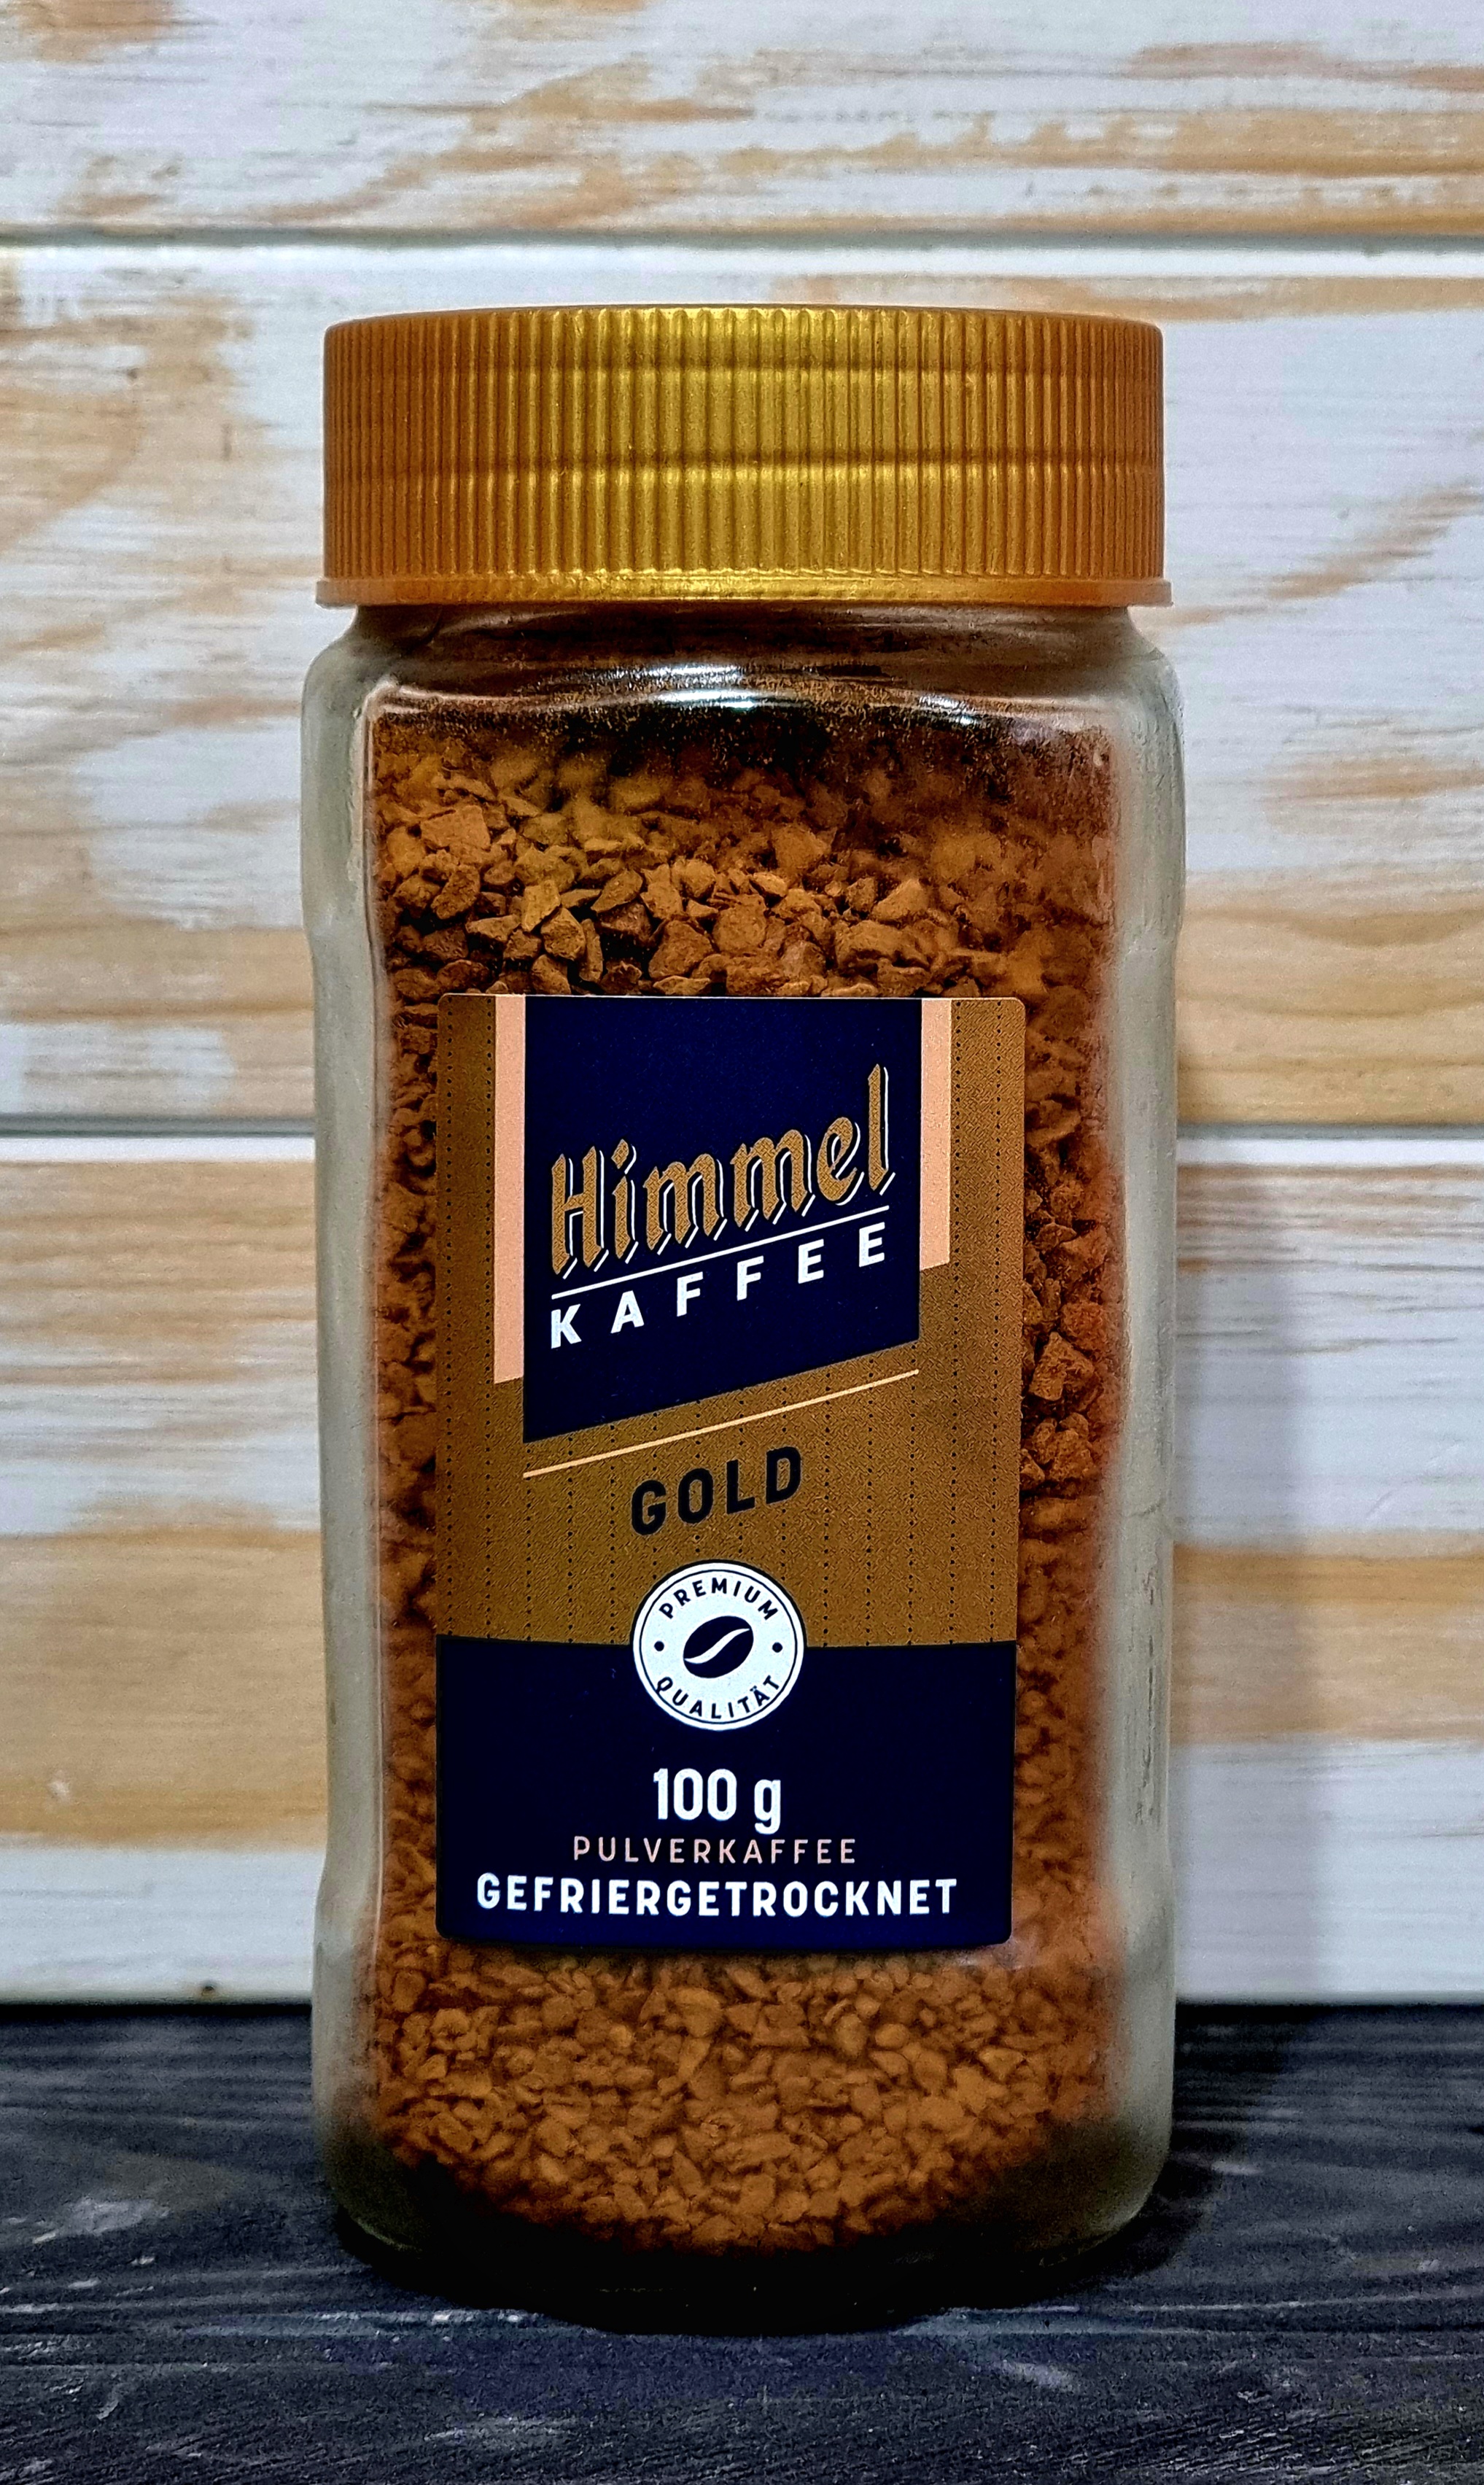 Himmel
KAFFEE
GOLD
PREMIUM
QUALITÄT
100 g
PULVERKAFFEE
GEFRIERGETROCKNET